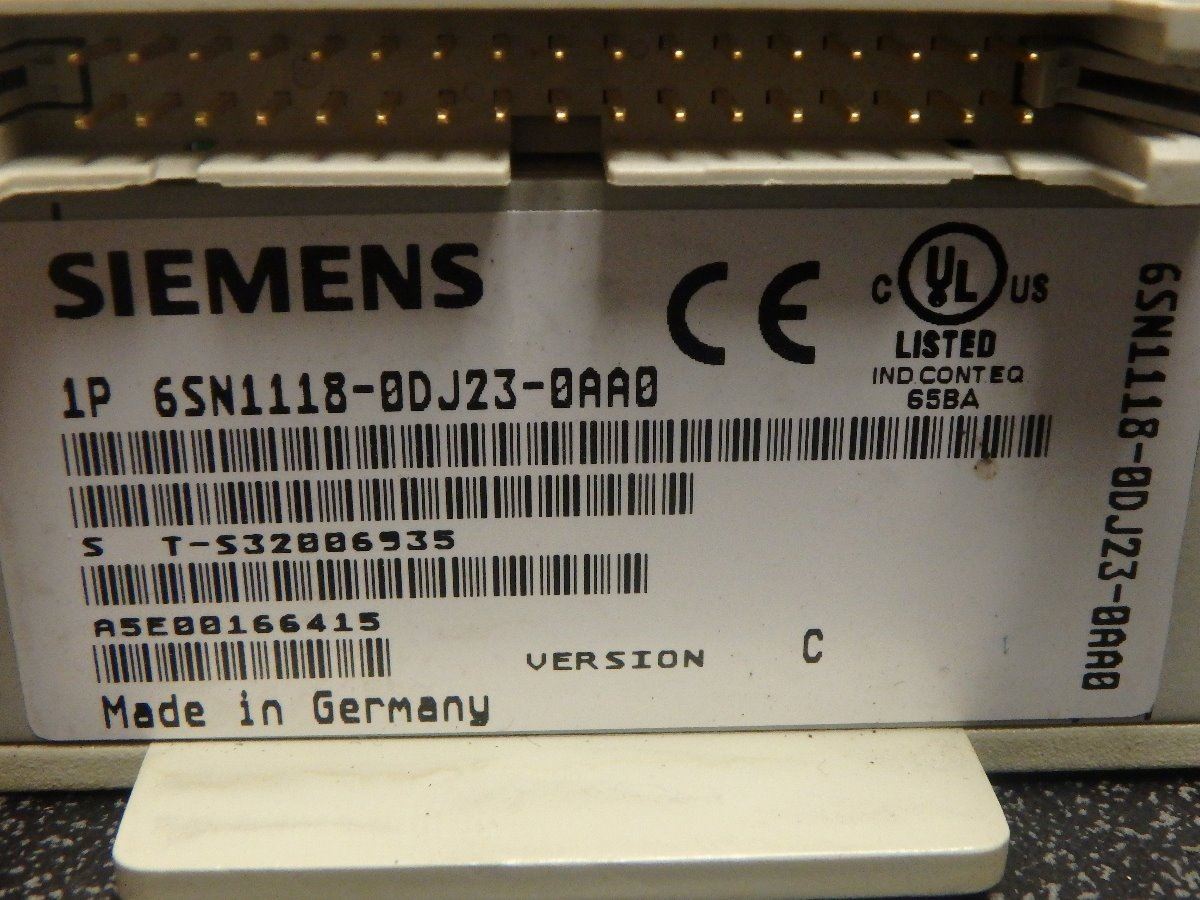 SIEMENS
CE
C UL US
LISTED
IND.CONT.EQ
65BA
1P 6SN1118-0DJ23-0AA0
S T-S32006935
A5E00166415
VERSION C
Made in Germany
6SN1118-0DJ23-0AA0